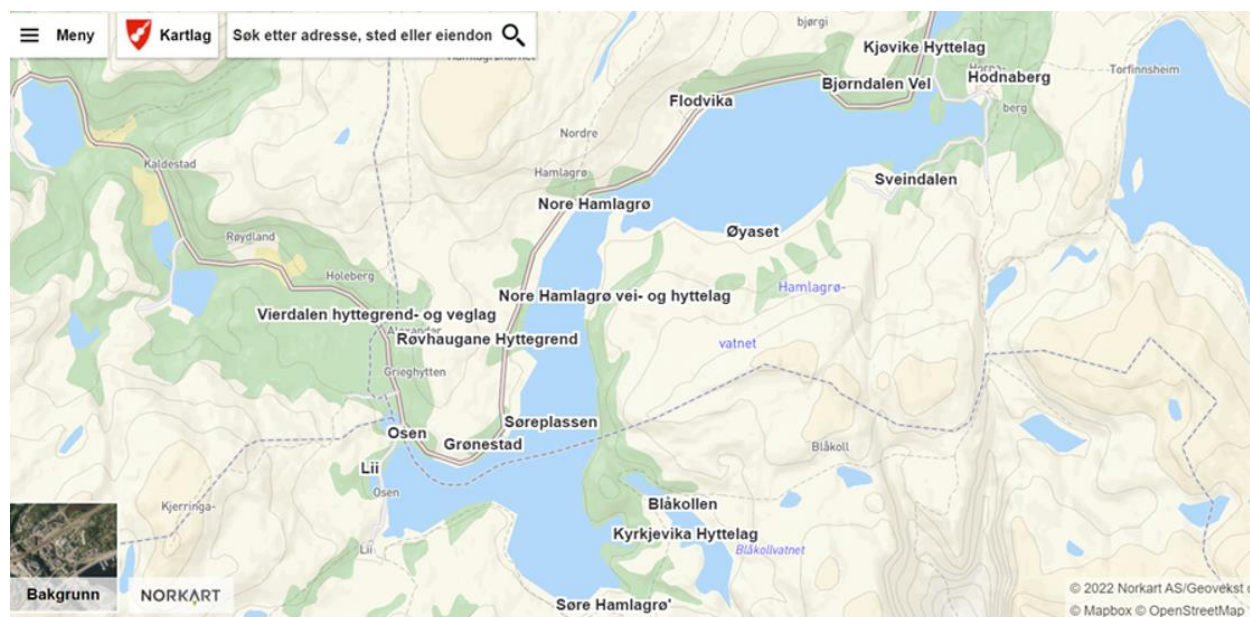 Meny
Kartlag
Søk etter adresse, sted eller eiendon
bjørgi
Kjøvike Hyttelag
Hodnaberg
Torfinnsheim
Bjørndalen Vel
berg
Flodvika
Nordre
Kaldestad
Hamlagrø
Sveindalen
Nore Hamlagrø
Øyaset
Røydland
Holeberg
Hamlagrø-
Nore Hamlagrø vei- og hyttelag
Vierdalen hyttegrend- og veglag
Alexander
Røvhaugane Hyttegrend
vatnet
Grieghytten
Søreplassen
Osen
Grønestad
Blåkoll
Lii
Osen
Kjerringa-
Blåkollen
Kyrkjevika Hyttelag
Lii
Blåkollvatnet
Bakgrunn
NORKART
Søre Hamlagrø'
© 2022 Norkart AS/Geovekst
© Mapbox © OpenStreetMap